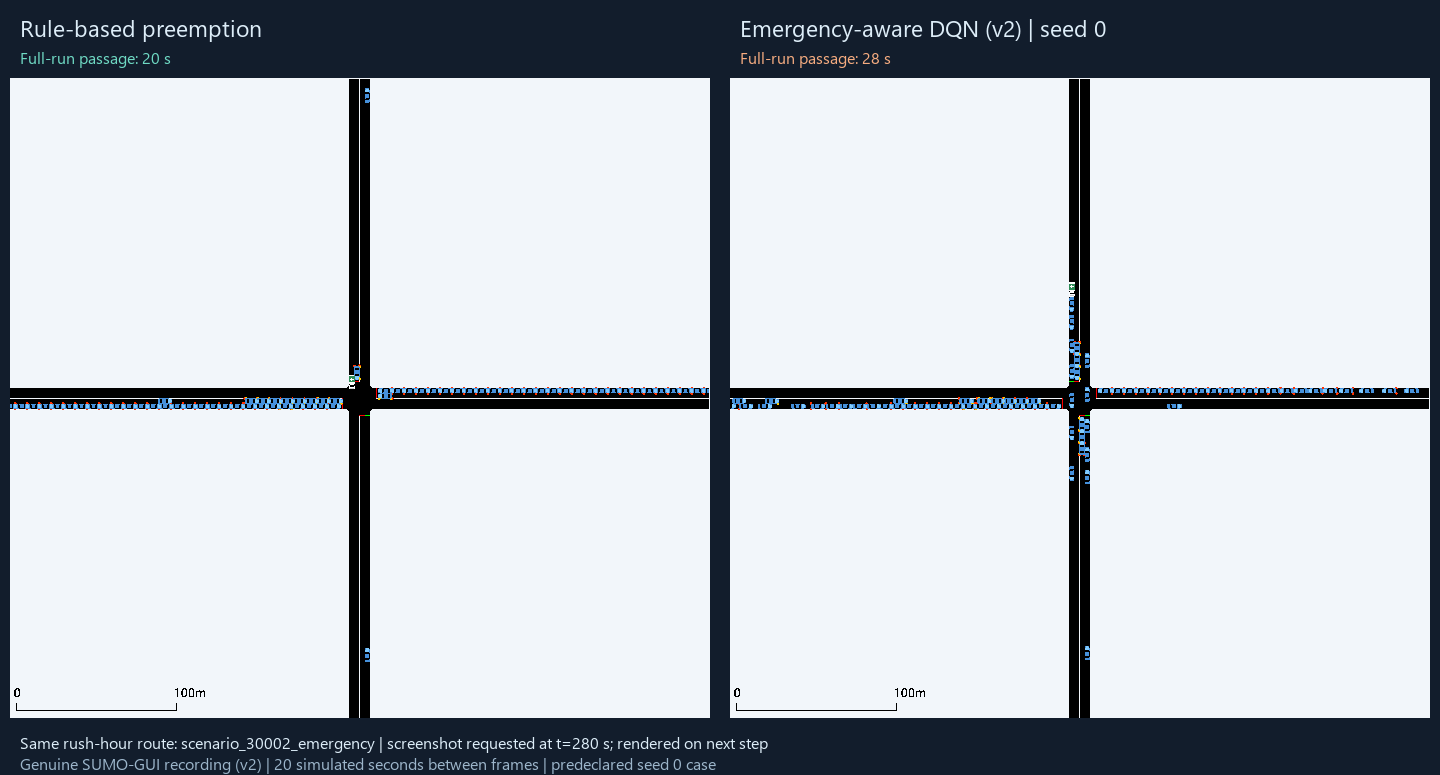 Rule-based preemption
Full-run passage: 20 s
Emergency-aware DQN (v2) | seed 0
Full-run passage: 28 s
0 100m
0 100m
Same rush-hour route: scenario_30002_emergency | screenshot requested at t=280 s; rendered on next step
Genuine SUMO-GUI recording (v2) | 20 simulated seconds between frames | predeclared seed 0 case